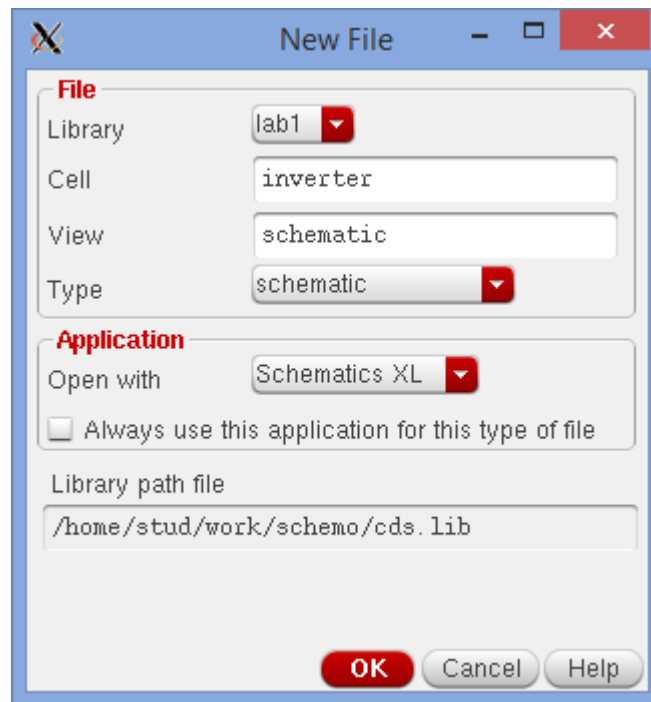 New File
File
Library lab1
Cell inverter
View schematic
Type schematic
Application
Open with Schematics XL
Always use this application for this type of file
Library path file
/home/stud/work/schemo/cds.lib
OK Cancel Help